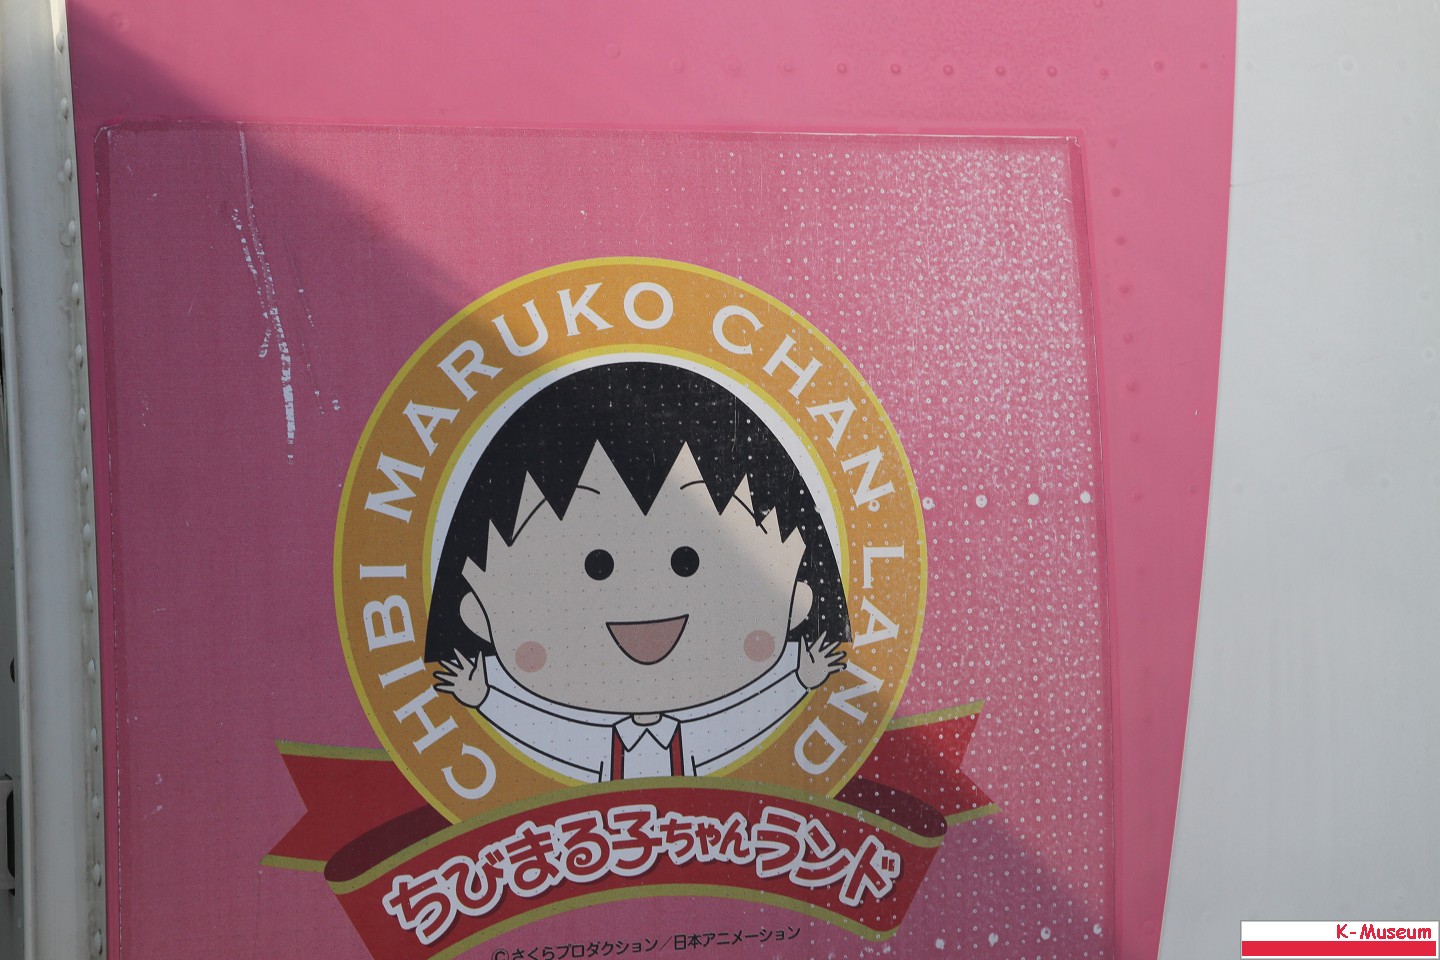 CHIBI MARUKO CHAN LAND
ちびまる子ちゃんランド
©さくらプロダクション／日本アニメーション
K-Museum